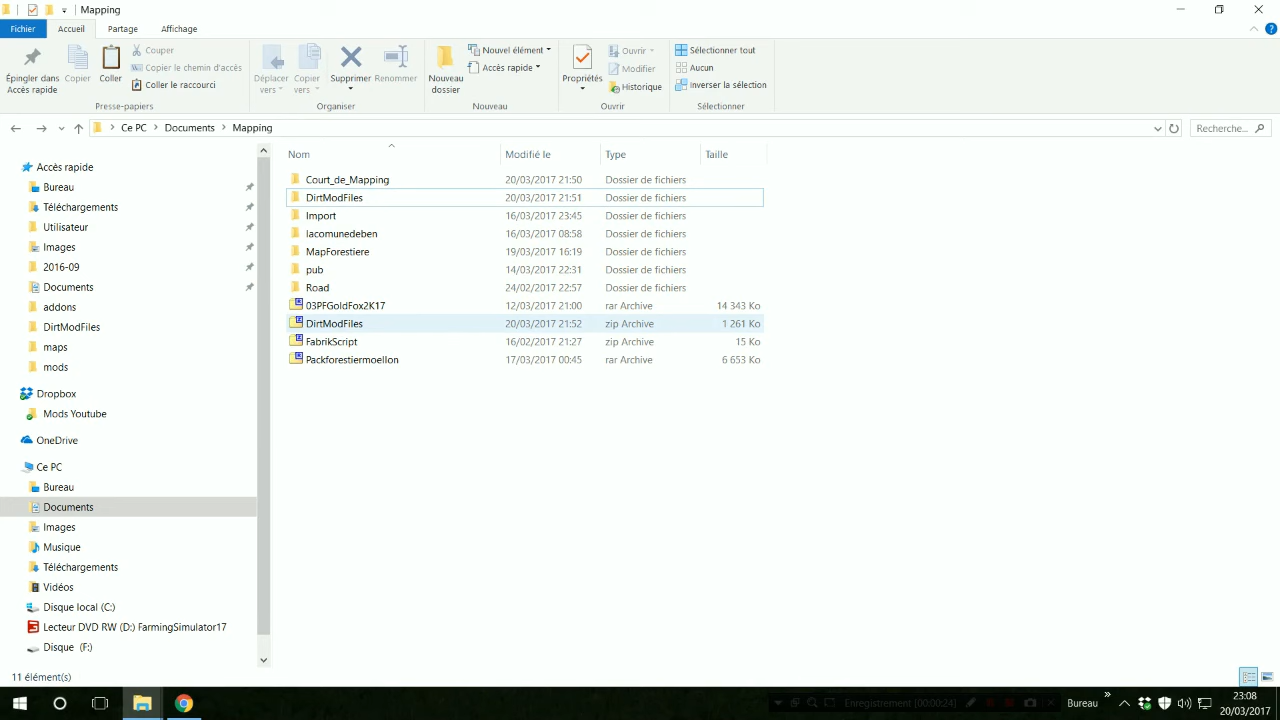 Mapping
Fichier Accueil Partage Affichage
Épingler dans Accès rapide
Copier
Coller
Couper
Copier le chemin d'accès
Coller le raccourci
Presse-papiers
Déplacer vers
Copier vers
Supprimer
Renommer
Organiser
Nouveau dossier
Nouvel élément
Accès rapide
Nouveau
Propriétés
Ouvrir
Modifier
Historique
Ouvrir
Sélectionner tout
Aucun
Inverser la sélection
Sélectionner
Ce PC Documents Mapping
Recherche...
Accès rapide
Bureau
Téléchargements
Utilisateur
Images
2016-09
Documents
addons
DirtModFiles
maps
mods
Dropbox
Mods Youtube
OneDrive
Ce PC
Bureau
Documents
Images
Musique
Téléchargements
Vidéos
Disque local (C:)
Lecteur DVD RW (D:) FarmingSimulator17
Disque (F:)
Nom Modifié le Type Taille
Court_de_Mapping 20/03/2017 21:50 Dossier de fichiers
DirtModFiles 20/03/2017 21:51 Dossier de fichiers
Import 16/03/2017 23:45 Dossier de fichiers
lacomunedeben 16/03/2017 08:58 Dossier de fichiers
MapForestiere 19/03/2017 16:19 Dossier de fichiers
pub 14/03/2017 22:31 Dossier de fichiers
Road 24/02/2017 22:57 Dossier de fichiers
03PFGoldFox2K17 12/03/2017 21:00 rar Archive 14 343 Ko
DirtModFiles 20/03/2017 21:52 zip Archive 1 261 Ko
FabrikScript 16/02/2017 21:27 zip Archive 15 Ko
Packforestiermoellon 17/03/2017 00:45 rar Archive 6 653 Ko
11 élément(s)
Enregistrement [00:00:24]
Bureau
23:08
20/03/2017